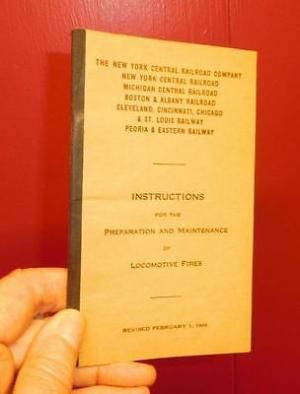 THE NEW YORK CENTRAL RAILROAD COMPANY
NEW YORK CENTRAL RAILROAD
MICHIGAN CENTRAL RAILROAD
BOSTON & ALBANY RAILROAD
CLEVELAND, CINCINNATI, CHICAGO
& ST. LOUIS RAILWAY
PEORIA & EASTERN RAILWAY
INSTRUCTIONS
FOR THE
PREPARATION AND MAINTENANCE
OF
LOCOMOTIVE FIRES
REVISED FEBRUARY 1,